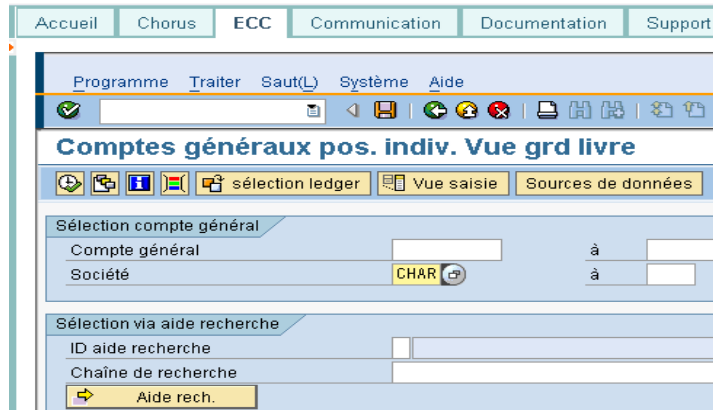 Accueil Chorus ECC Communication Documentation Support
Programme Traiter Saut(L) Système Aide
Comptes généraux pos. indiv. Vue grd livre
sélection ledger Vue saisie Sources de données
Sélection compte général
Compte général à
Société CHAR à
Sélection via aide recherche
ID aide recherche
Chaîne de recherche
Aide rech.